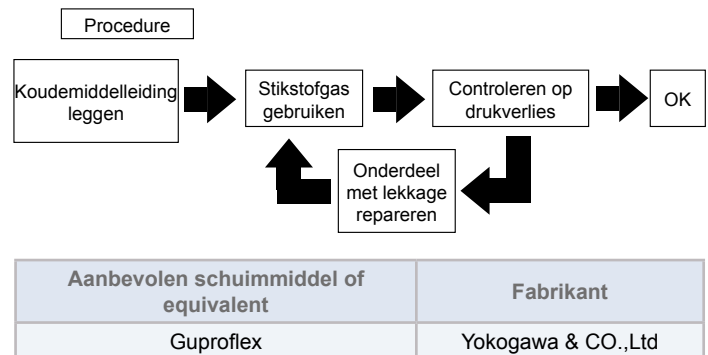 Procedure
Koudemiddelleiding
leggen
Stikstofgas
gebruiken
Controleren op
drukverlies
OK
Onderdeel
met lekkage
repareren
Aanbevolen schuimmiddel of
equivalent
Fabrikant
Guproflex
Yokogawa & CO.,Ltd